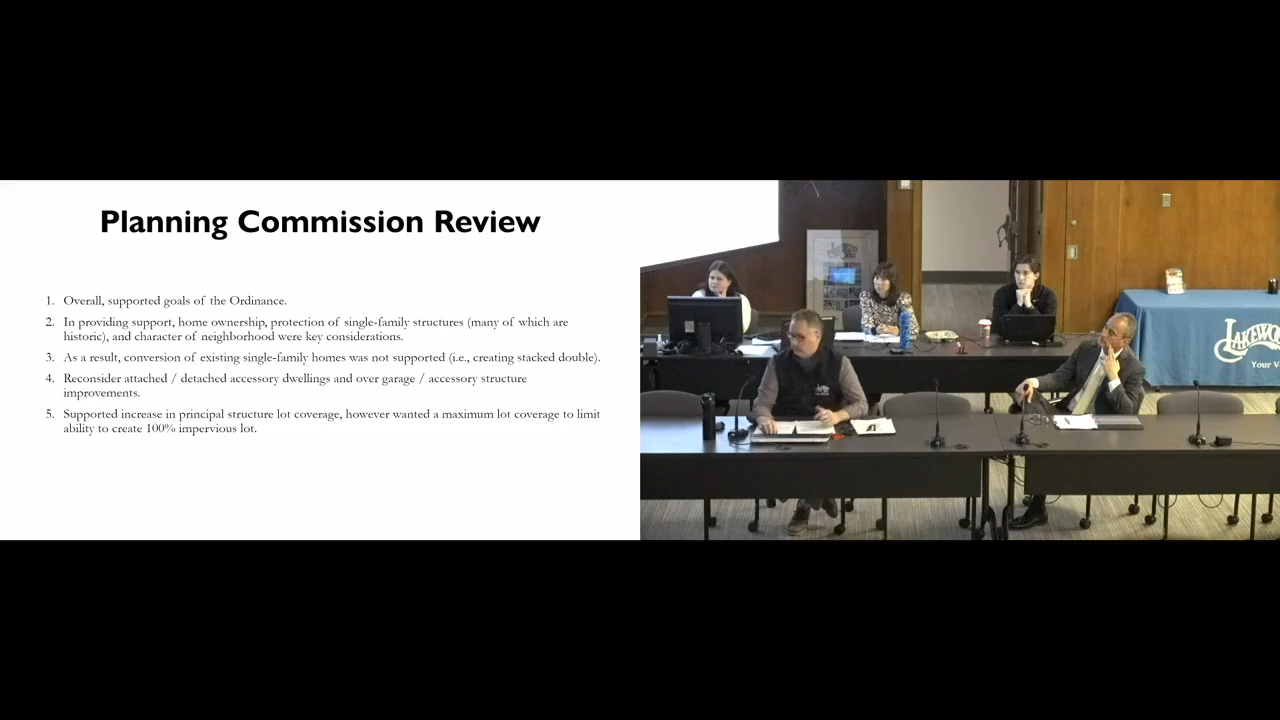 Planning Commission Review
1. Overall, supported goals of the Ordinance.
2. In providing support, home ownership, protection of single-family structures (many of which are
historic), and character of neighborhood were key considerations.
3. As a result, conversion of existing single-family homes was not supported (i.e., creating stacked double).
4. Reconsider attached / detached accessory dwellings and over garage / accessory structure
improvements.
5. Supported increase in principal structure lot coverage, however wanted a maximum lot coverage to limit
ability to create 100% impervious lot.
Your